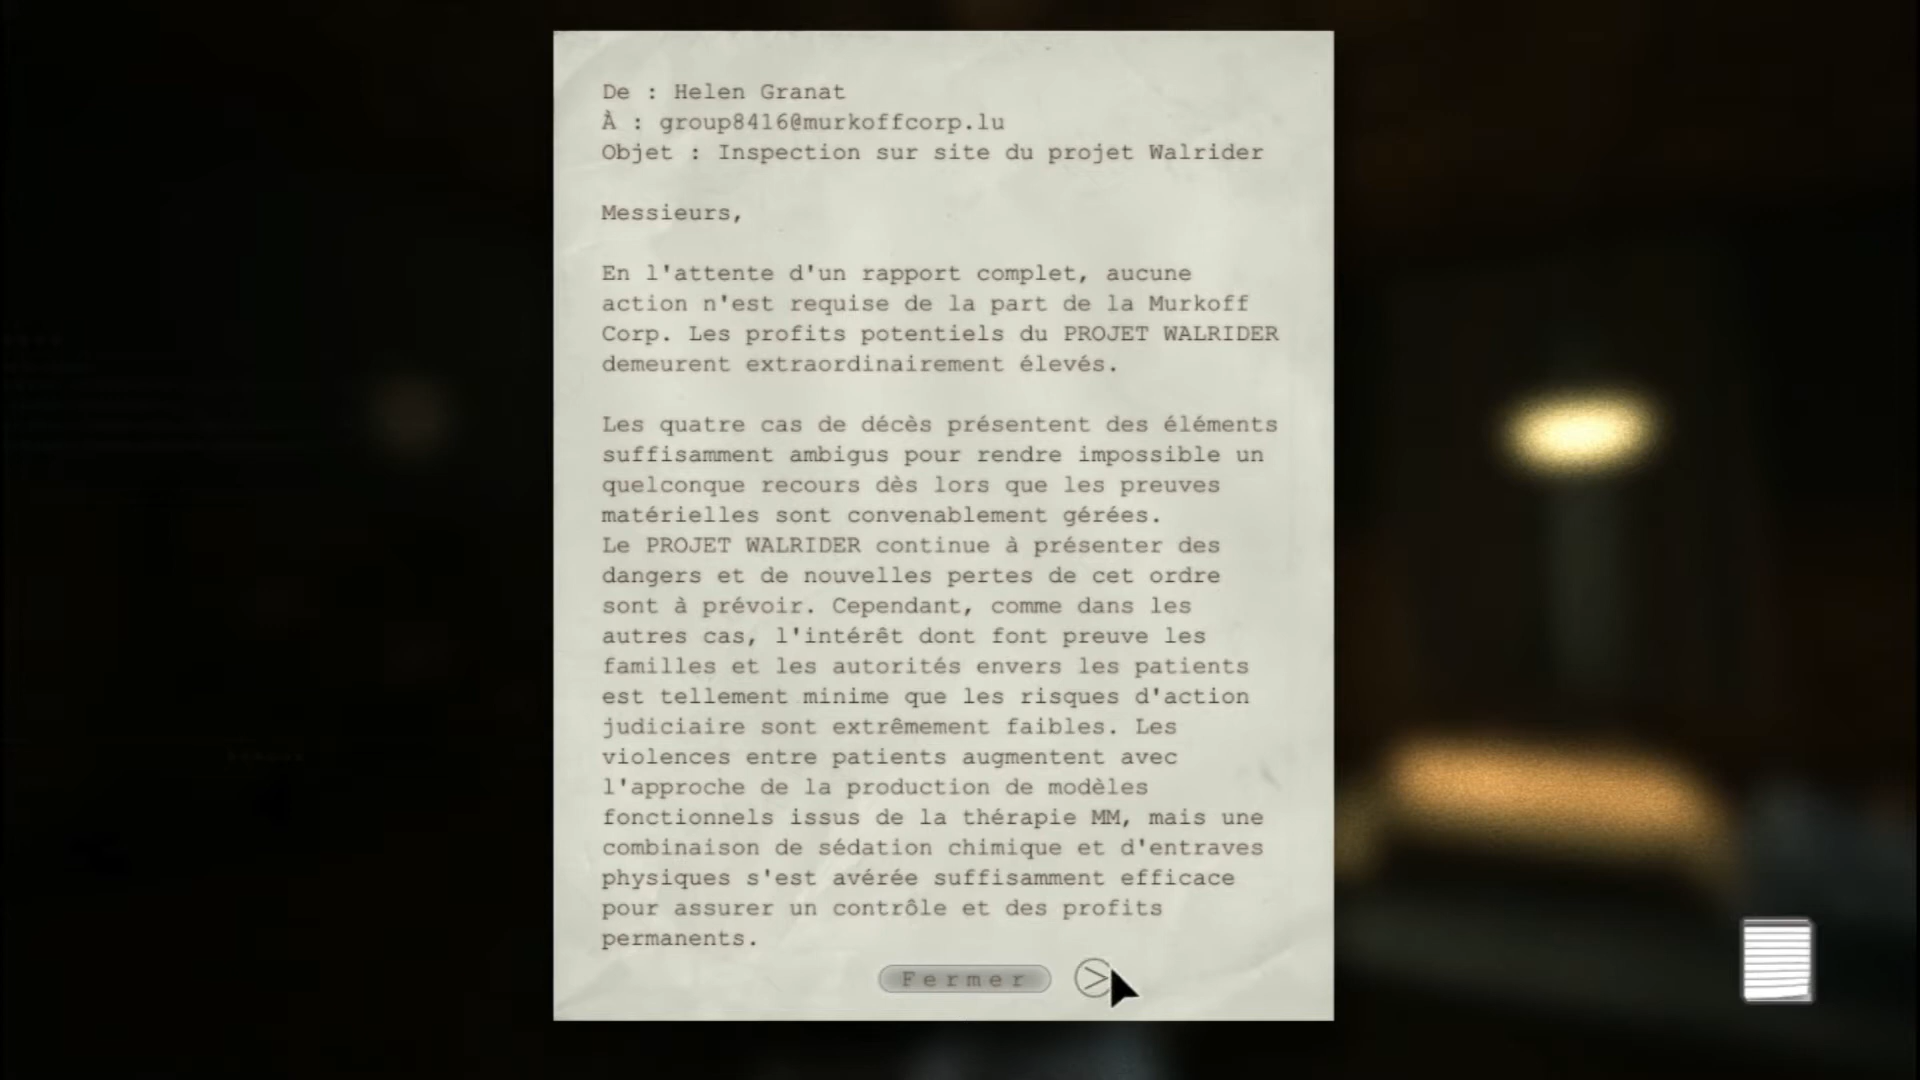 De : Helen Granat
À : group8416@murkoffcorp.lu
Objet : Inspection sur site du projet Walrider
Messieurs,
En l'attente d'un rapport complet, aucune
action n'est requise de la part de la Murkoff
Corp. Les profits potentiels du PROJET WALRIDER
demeurent extraordinairement élevés.
Les quatre cas de décès présentent des éléments
suffisamment ambigus pour rendre impossible un
quelconque recours dès lors que les preuves
matérielles sont convenablement gérées.
Le PROJET WALRIDER continue à présenter des
dangers et de nouvelles pertes de cet ordre
sont à prévoir. Cependant, comme dans les
autres cas, l'intérêt dont font preuve les
familles et les autorités envers les patients
est tellement minime que les risques d'action
judiciaire sont extrêmement faibles. Les
violences entre patients augmentent avec
l'approche de la production de modèles
fonctionnels issus de la thérapie MM, mais une
combinaison de sédation chimique et d'entraves
physiques s'est avérée suffisamment efficace
pour assurer un contrôle et des profits
permanents.
Fermer >